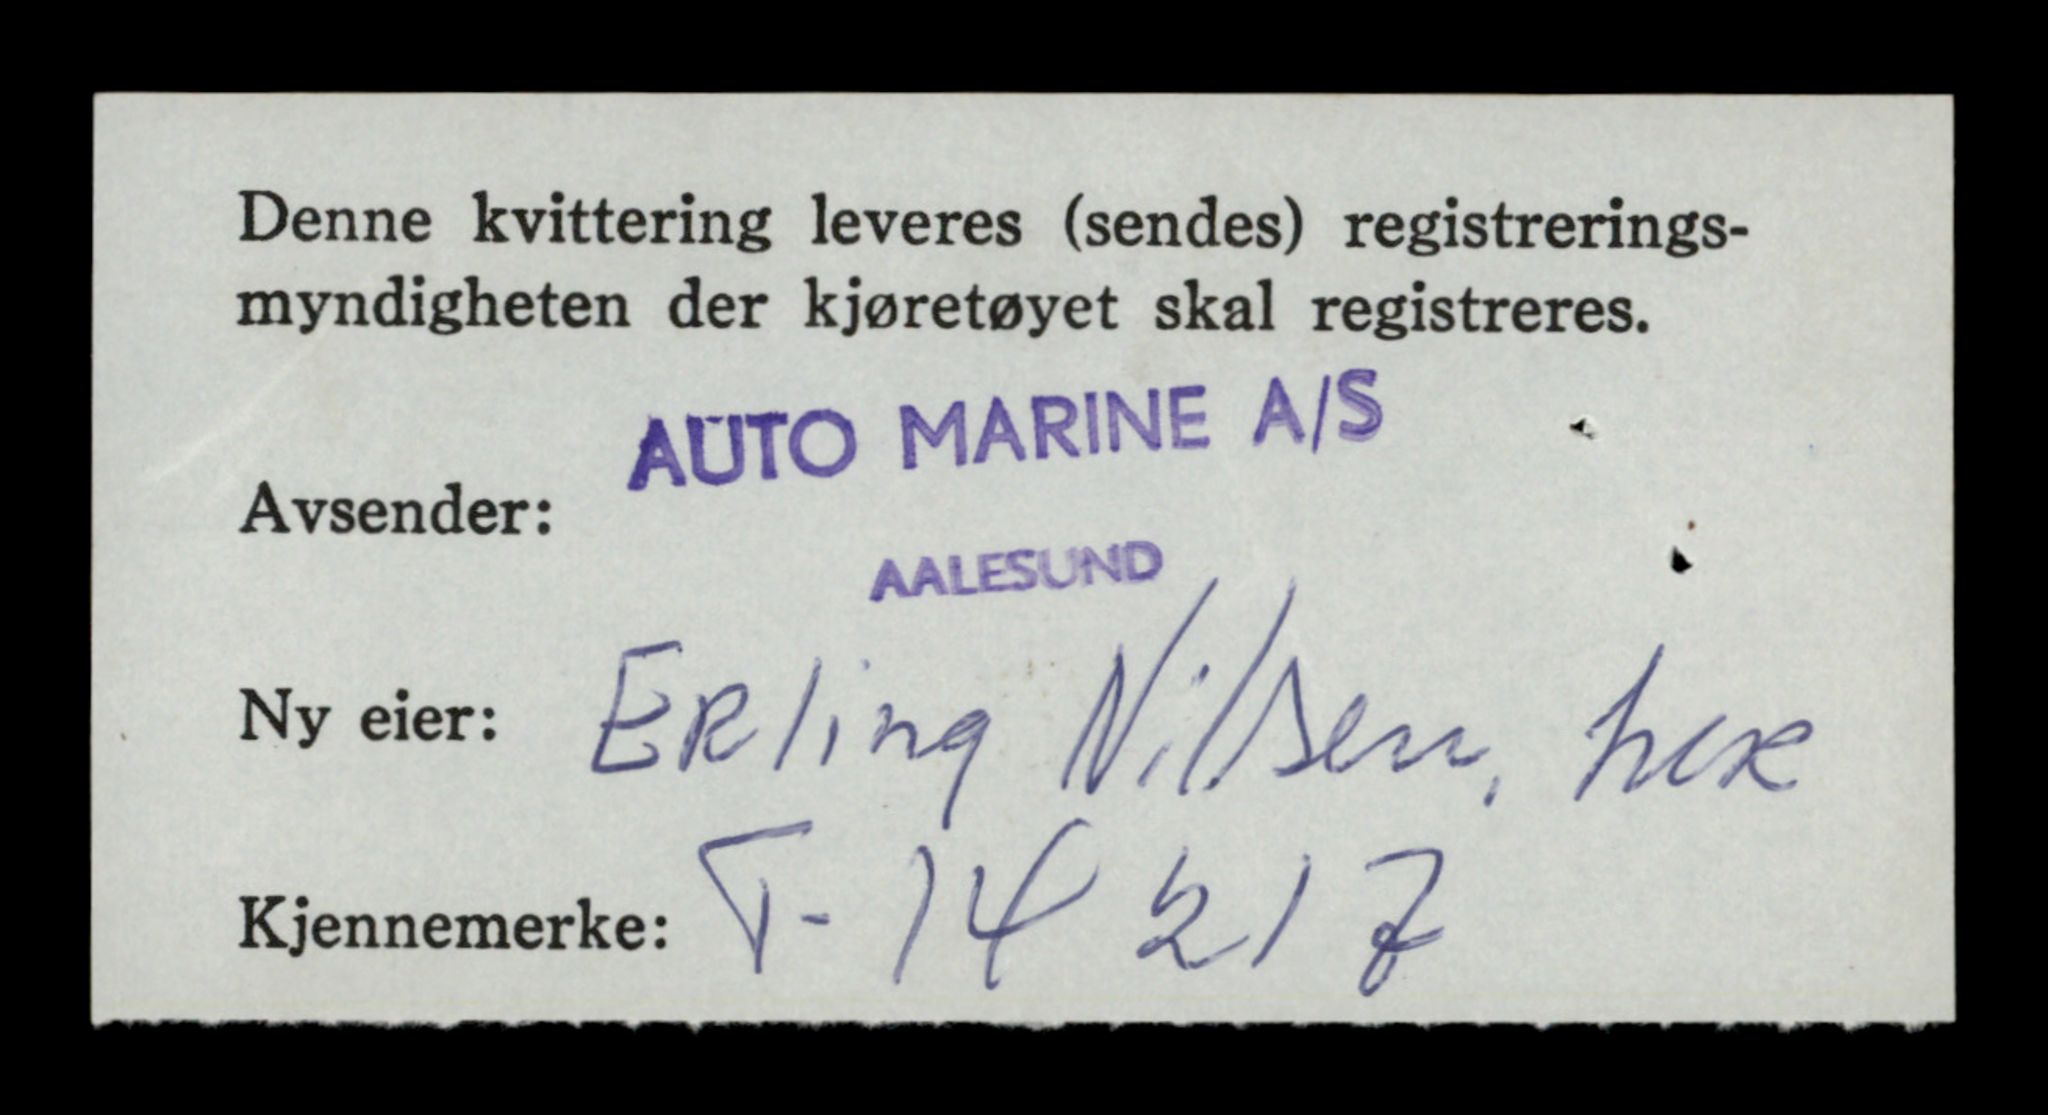 Denne kvittering leveres (sendes) registrerings-
myndigheten der kjøretøyet skal registreres.
AUTO MARINE A/S
Avsender:
AALESUND
Ny eier: Erling Nilsen,
Kjennemerke: T-14217